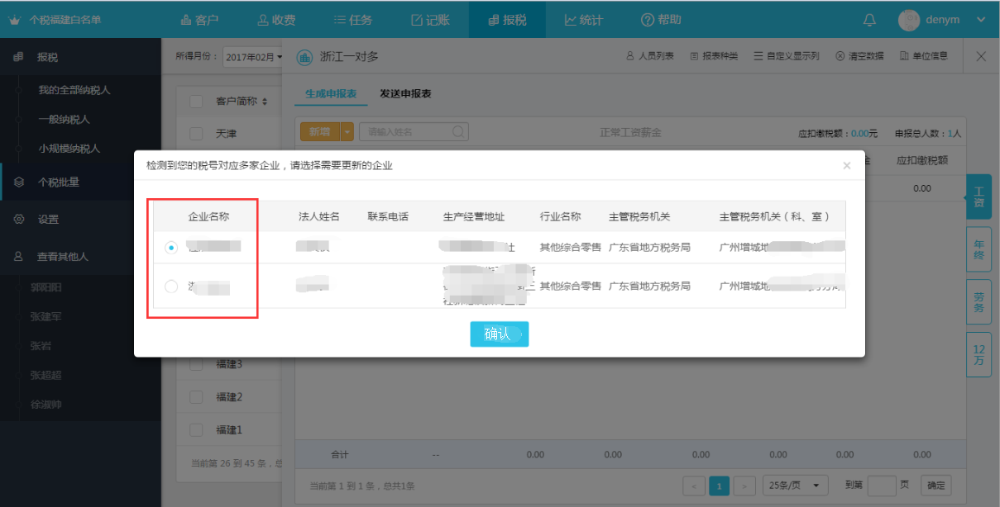 个税福建白名单 客户 收费 任务 记账 报税 统计 帮助 denym
报税
我的全部纳税人
一般纳税人
小规模纳税人
个税批量
设置
查看其他人
郭阳阳
张建军
张岩
张超超
徐淑帅
所得月份： 2017年02月
客户简称
天津
福建3
福建2
福建1
当前第 26 到 45 条，总
浙江一对多 人员列表 报表种类 自定义显示列 清空数据 单位信息
生成申报表 发送申报表
新增 请输入姓名 正常工资薪金 应扣缴税额：0.00元 申报总人数：1人
金 应扣缴税额
0.00
检测到您的税号对应多家企业，请选择需要更新的企业 ×
企业名称 法人姓名 联系电话 生产经营地址 行业名称 主管税务机关 主管税务机关（科、室）
其他综合零售 广东省地方税务局 广州增城地
其他综合零售 广东省地方税务局 广州增城地
确认
工资
年终
劳务
12万
合计 -- 0.00 0.00 0.00 0.00 0.00 0.00
当前第 1 到 1 条，总共1条 < 1 > 25条/页 到第 页 确定